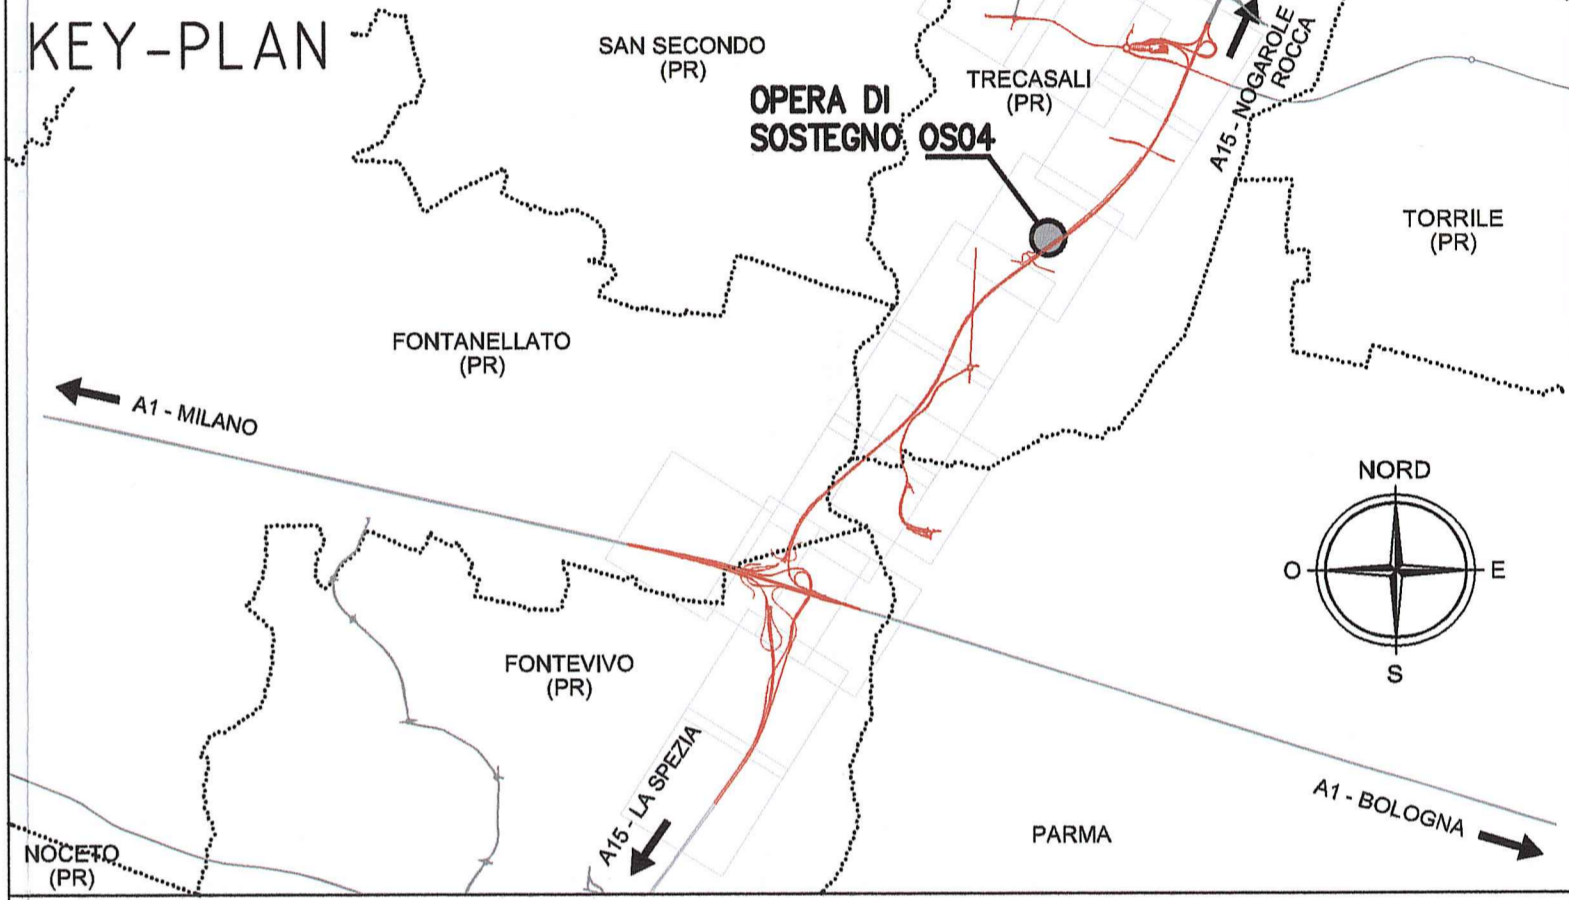 KEY-PLAN
SAN SECONDO
(PR)
TRECASALI
(PR)
A15 - NOGAROLE
ROCCA
OPERA DI
SOSTEGNO OS04
TORRILE
(PR)
FONTANELLATO
(PR)
A1 - MILANO
NORD
O
E
S
FONTEVIVO
(PR)
A15 - LA SPEZIA
A1 - BOLOGNA
PARMA
NOCETO
(PR)